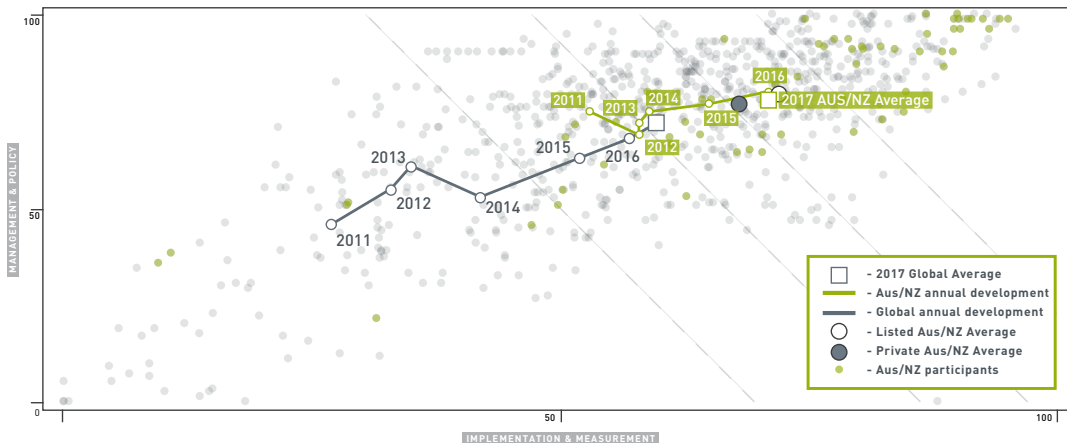 100
50
0
MANAGEMENT & POLICY
2011
2013
2014
2016
2017 AUS/NZ Average
2015
2012
2015
2016
2013
2012
2014
2011
- 2017 Global Average
- Aus/NZ annual development
- Global annual development
- Listed Aus/NZ Average
- Private Aus/NZ Average
- Aus/NZ participants
50
100
IMPLEMENTATION & MEASUREMENT